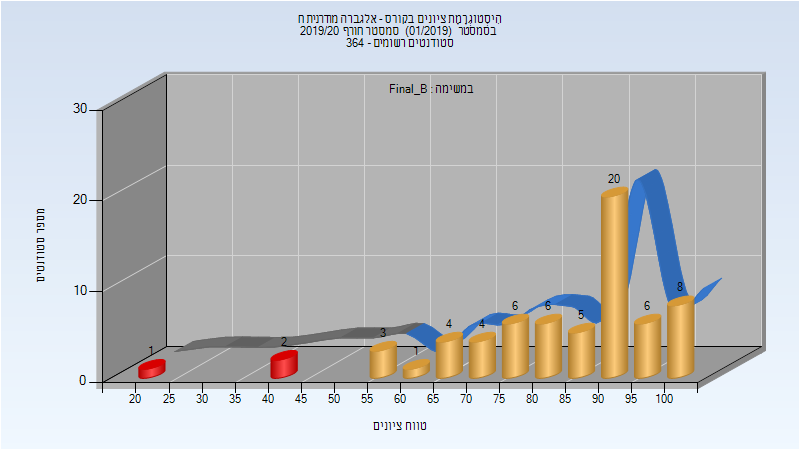 היסטוגרמת ציונים בקורס - אלגברה מודרנית ח
בסמסטר (01/2019) סמסטר חורף 2019/20
סטודנטים רשומים - 364
במשימה : Final_B
30
20
10
0
מספר סטודנטים
1
2
3
1
4
4
6
6
5
20
6
8
20 25 30 35 40 45 50 55 60 65 70 75 80 85 90 95 100
טווח ציונים